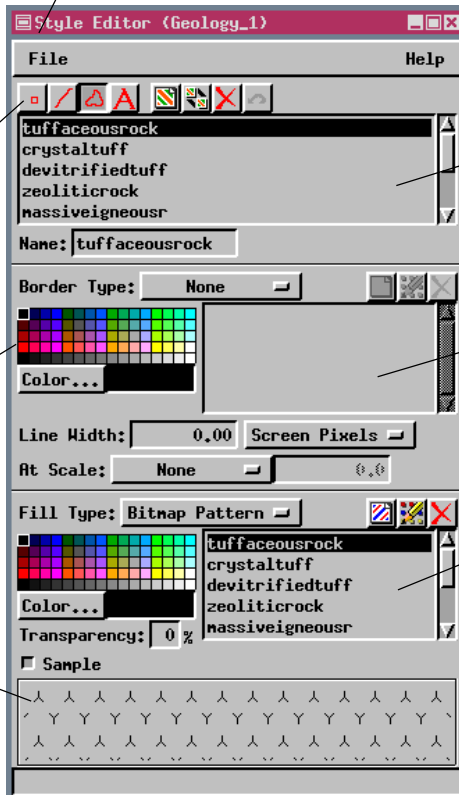 Style Editor (Geology_1)
File Help
A
tuffaceousrock
crystaltuff
devitrifiedtuff
zeoliticrock
massiveigneousr
Name: tuffaceousrock
Border Type: None
Color...
Line Width: 0.00 Screen Pixels
At Scale: None 0.0
Fill Type: Bitmap Pattern
tuffaceousrock
crystaltuff
devitrifiedtuff
zeoliticrock
massiveigneousr
Color...
Transparency: 0 %
Sample